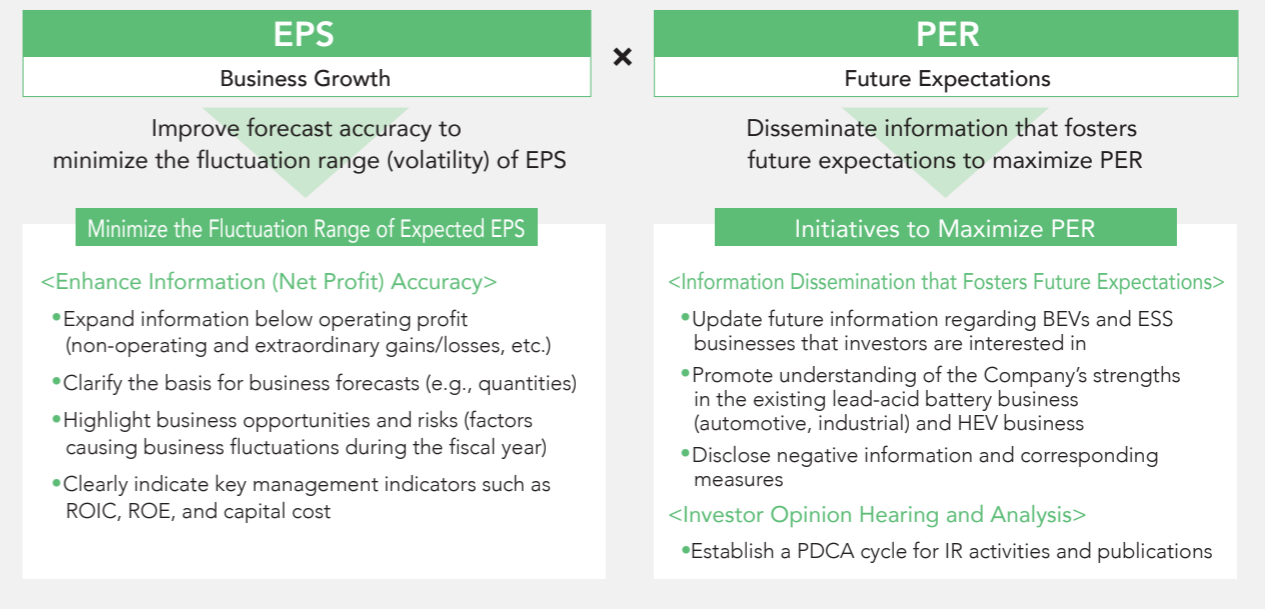 EPS
Business Growth
Improve forecast accuracy to
minimize the fluctuation range (volatility) of EPS
Minimize the Fluctuation Range of Expected EPS
<Enhance Information (Net Profit) Accuracy>
•Expand information below operating profit
(non-operating and extraordinary gains/losses, etc.)
•Clarify the basis for business forecasts (e.g., quantities)
•Highlight business opportunities and risks (factors
causing business fluctuations during the fiscal year)
•Clearly indicate key management indicators such as
ROIC, ROE, and capital cost
×
PER
Future Expectations
Disseminate information that fosters
future expectations to maximize PER
Initiatives to Maximize PER
<Information Dissemination that Fosters Future Expectations>
•Update future information regarding BEVs and ESS
businesses that investors are interested in
•Promote understanding of the Company's strengths
in the existing lead-acid battery business
(automotive, industrial) and HEV business
•Disclose negative information and corresponding
measures
<Investor Opinion Hearing and Analysis>
•Establish a PDCA cycle for IR activities and publications